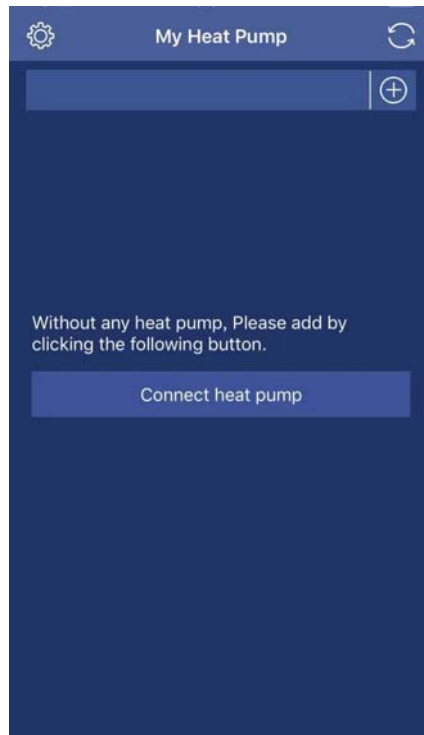 My Heat Pump
Without any heat pump, Please add by
clicking the following button.
Connect heat pump